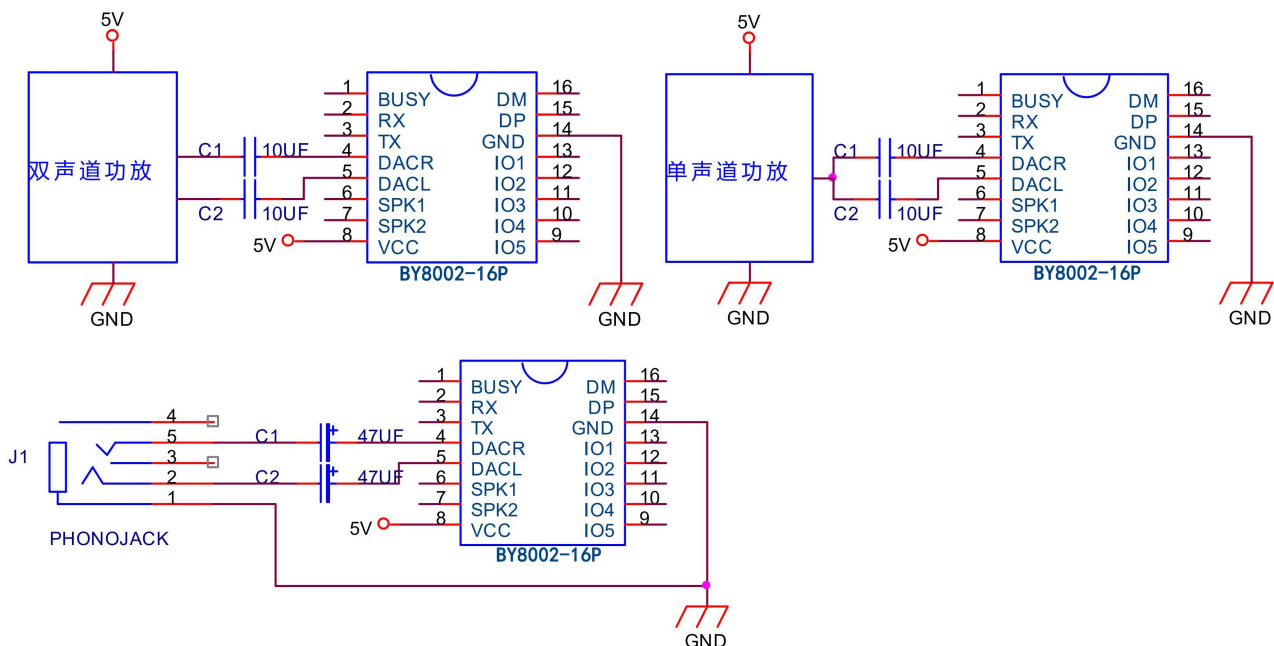 5V
双声道功放
C1
10UF
C2
10UF
GND
1 BUSY DM 16
2 RX DP 15
3 TX GND 14
4 DACR IO1 13
5 DACL IO2 12
6 SPK1 IO3 11
7 SPK2 IO4 10
5V 8 VCC IO5 9
BY8002-16P
GND
5V
单声道功放
C1
10UF
C2
10UF
GND
1 BUSY DM 16
2 RX DP 15
3 TX GND 14
4 DACR IO1 13
5 DACL IO2 12
6 SPK1 IO3 11
7 SPK2 IO4 10
5V 8 VCC IO5 9
BY8002-16P
GND
J1
4
5
3
2
1
PHONOJACK
C1
+
47UF
C2
+
47UF
1 BUSY DM 16
2 RX DP 15
3 TX GND 14
4 DACR IO1 13
5 DACL IO2 12
6 SPK1 IO3 11
7 SPK2 IO4 10
5V 8 VCC IO5 9
BY8002-16P
GND